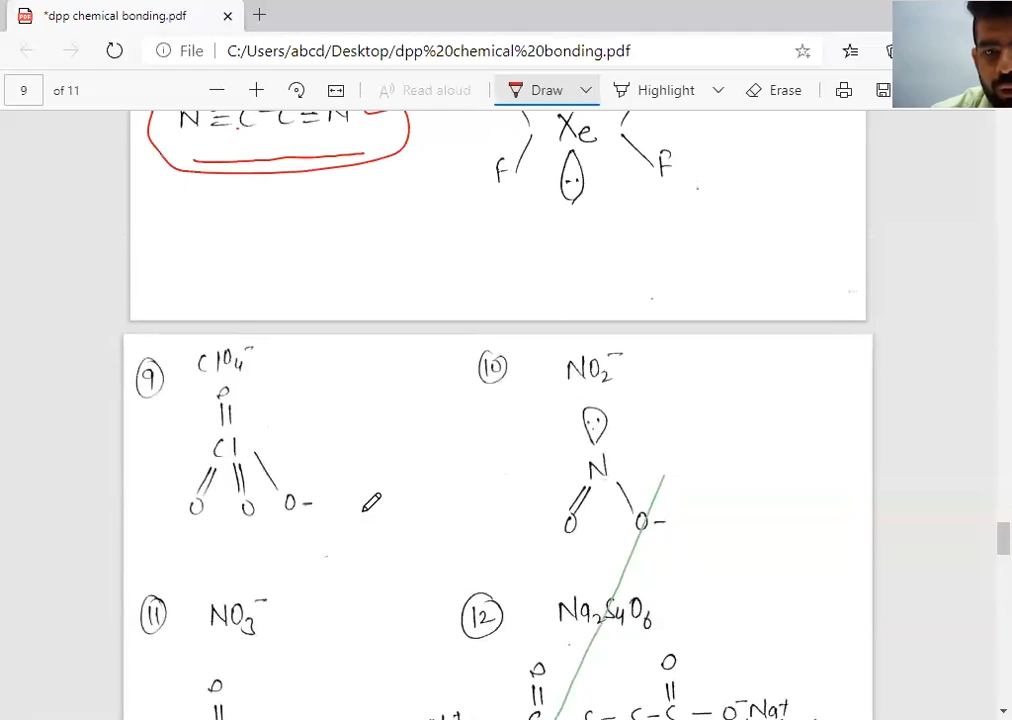 *dpp chemical bonding.pdf
File C:/Users/abcd/Desktop/dpp%20chemical%20bonding.pdf
9 of 11 Read aloud Draw Highlight Erase
N≡C-C≡N
Xe
F F
⑨ ClO₄⁻
O
Cl
O O O-
⑩ NO₂⁻
N
O O-
⑪ NO₃⁻
O
⑫ Na₂S₄O₆
O O
S-S-S-S-O⁻Na⁺